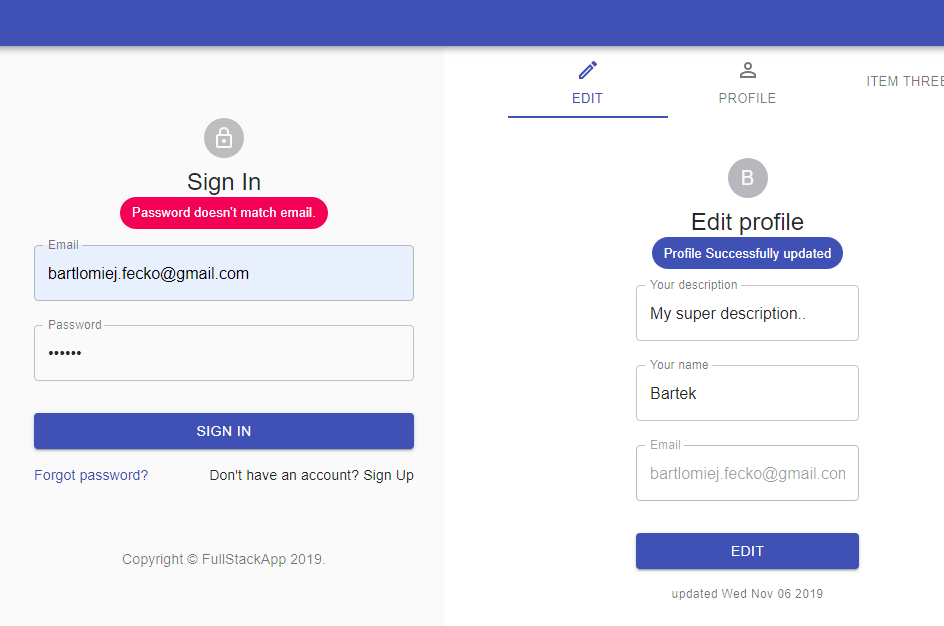 Sign In
Password doesn't match email.
Email
bartlomiej.fecko@gmail.com
Password
••••••
SIGN IN
Forgot password?
Don't have an account? Sign Up
Copyright © FullStackApp 2019.
EDIT
PROFILE
ITEM THREE
B
Edit profile
Profile Successfully updated
Your description
My super description..
Your name
Bartek
Email
bartlomiej.fecko@gmail.com
EDIT
updated Wed Nov 06 2019